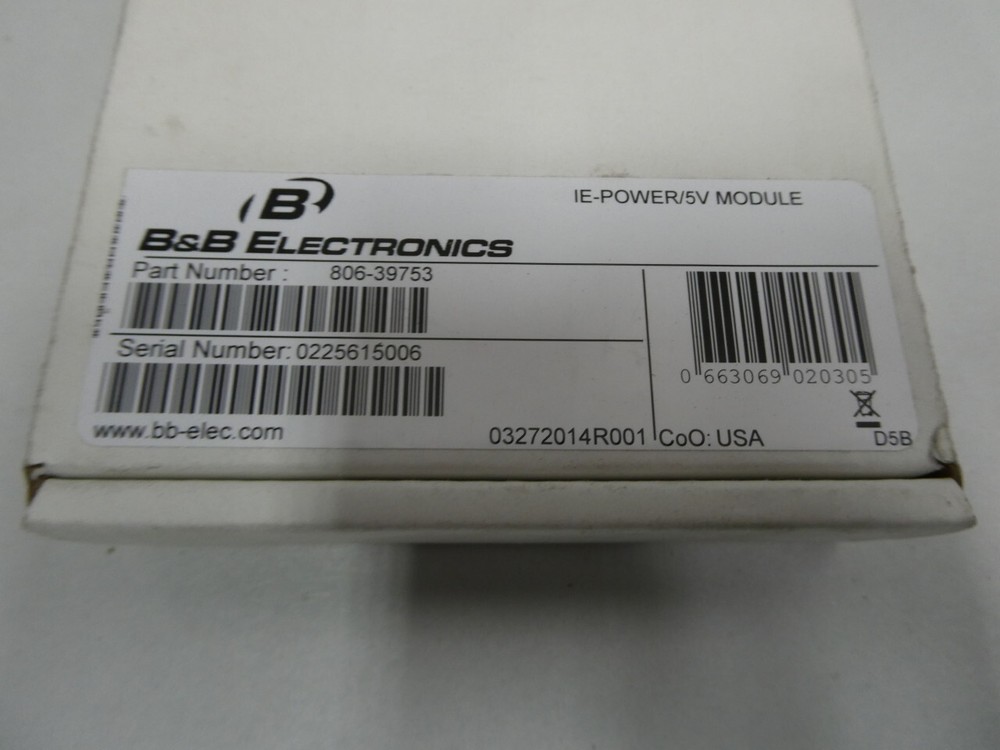 B
B&B ELECTRONICS
IE-POWER/5V MODULE
Part Number : 806-39753
Serial Number: 0225615006
www.bb-elec.com
03272014R001
0 663069 020305
CoO: USA
D5B